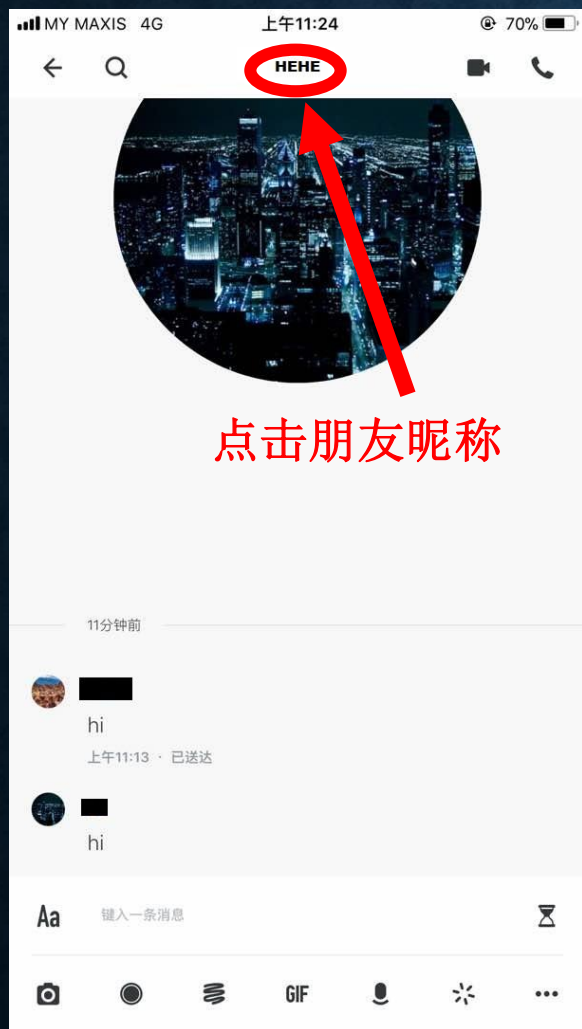 MY MAXIS 4G 上午11:24 70%
HEHE
点击朋友昵称
11分钟前
hi
上午11:13 · 已送达
hi
Aa 键入一条消息
GIF